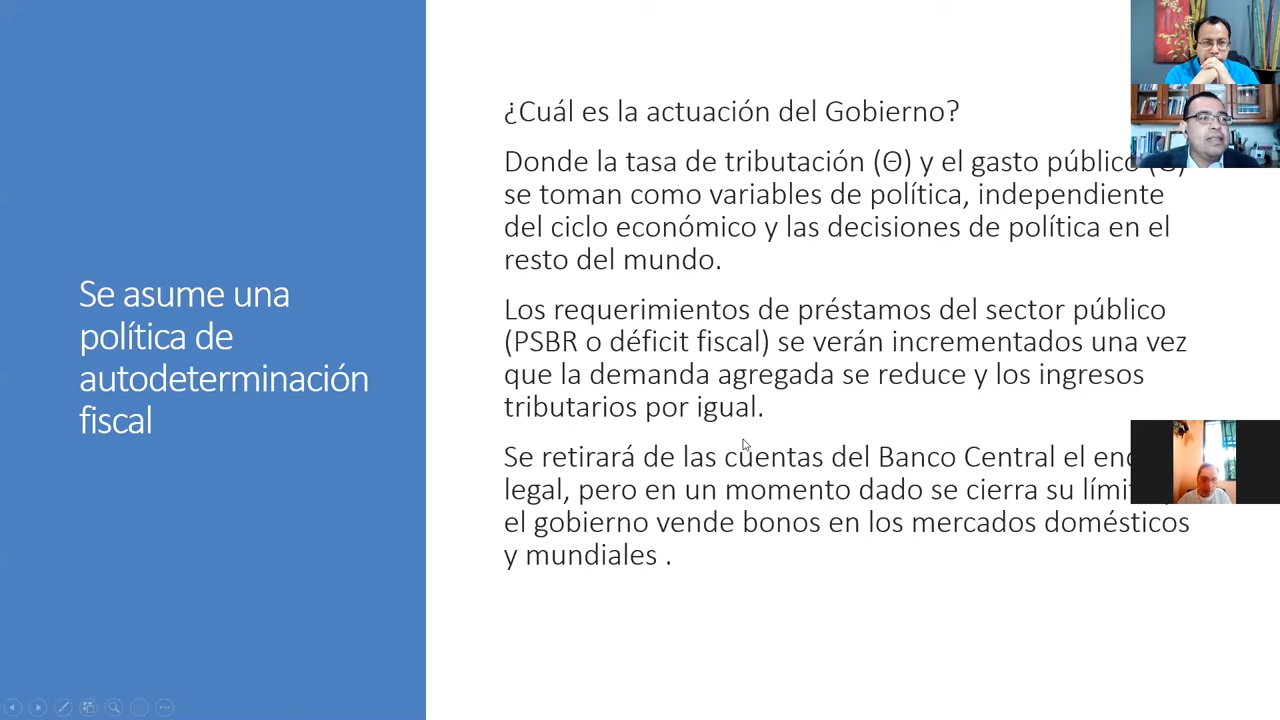 Se asume una
política de
autodeterminación
fiscal
¿Cuál es la actuación del Gobierno?
Donde la tasa de tributación (Θ) y el gasto público
se toman como variables de política, independiente
del ciclo económico y las decisiones de política en el
resto del mundo.
Los requerimientos de préstamos del sector público
(PSBR o déficit fiscal) se verán incrementados una vez
que la demanda agregada se reduce y los ingresos
tributarios por igual.
Se retirará de las cuentas del Banco Central el
legal, pero en un momento dado se cierra su
el gobierno vende bonos en los mercados domésticos
y mundiales .